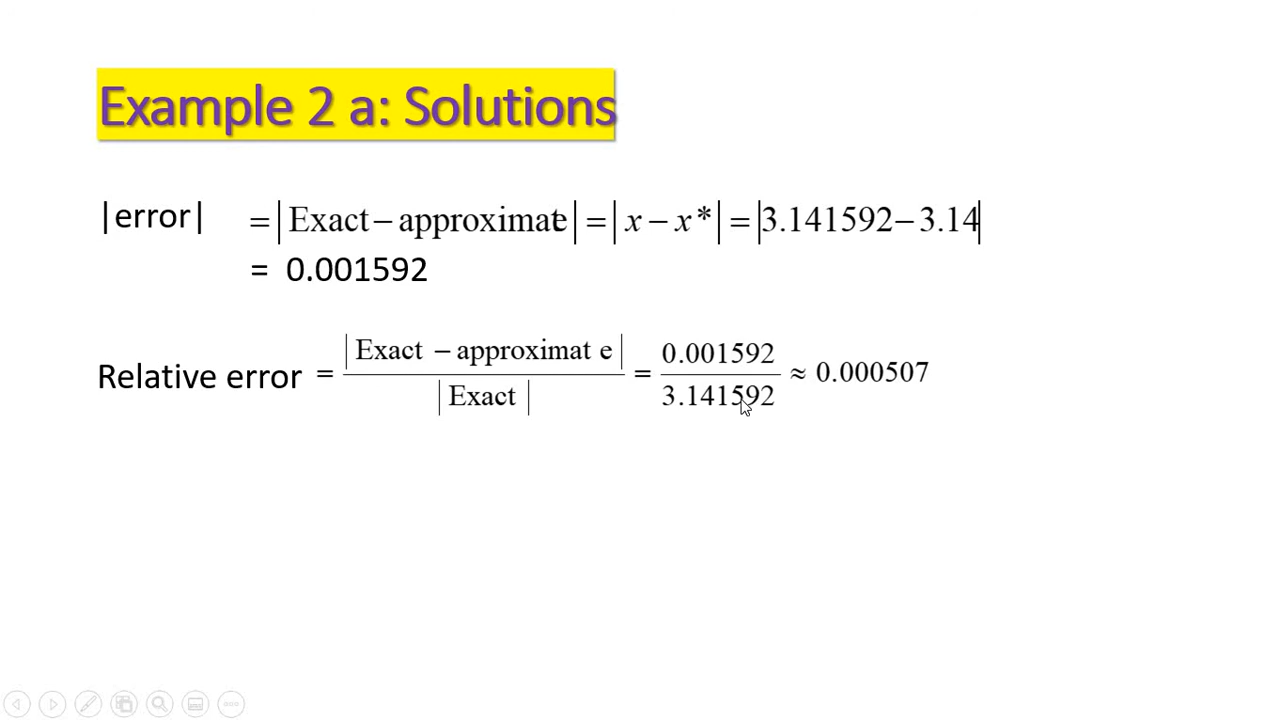 Example 2 a: Solutions
|error| = | Exact − approximate | = | x − x* | = |3.141592 − 3.14|
= 0.001592
Relative error = | Exact − approximat e | / | Exact | = 0.001592 / 3.141592 ≈ 0.000507